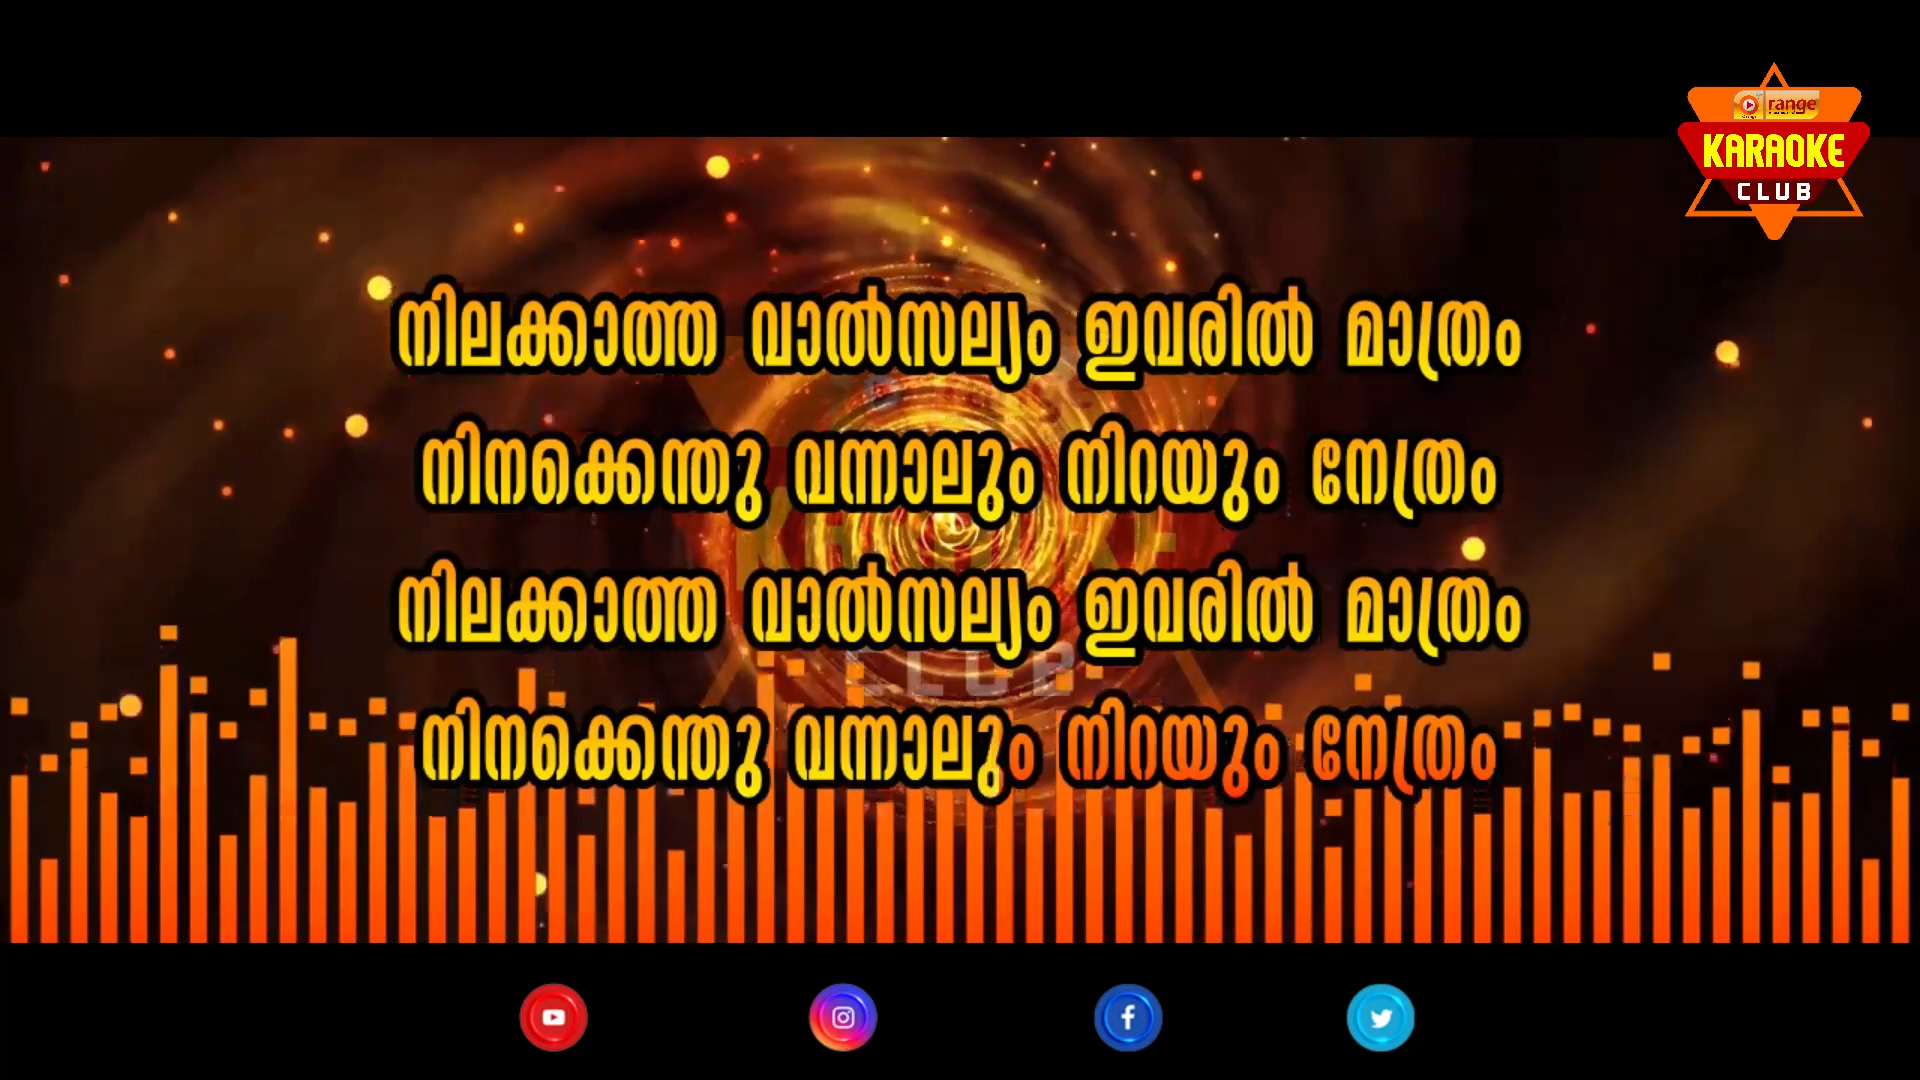 range
KARAOKE
CLUB
നിലക്കാത്ത വാൽസല്യം ഇവരിൽ മാത്രം
നിനക്കെന്തു വന്നാലും നിറയും നേത്രം
നിലക്കാത്ത വാൽസല്യം ഇവരിൽ മാത്രം
നിനക്കെന്തു വന്നാലും നിറയും നേത്രം